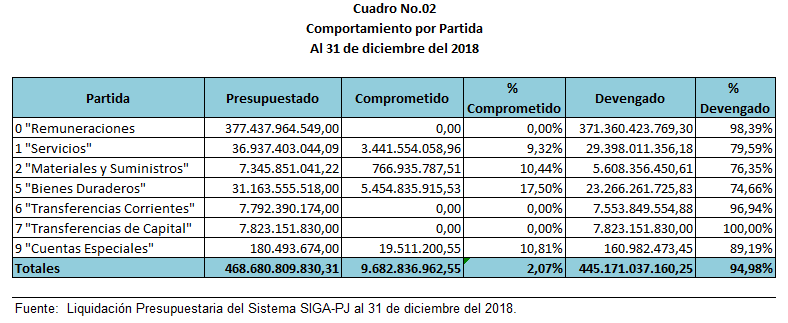 Cuadro No.02
Comportamiento por Partida
Al 31 de diciembre del 2018
Partida Presupuestado Comprometido % Comprometido Devengado % Devengado
0 "Remuneraciones 377.437.964.549,00 0,00 0,00% 371.360.423.769,30 98,39%
1 "Servicios" 36.937.403.044,09 3.441.554.058,96 9,32% 29.398.011.356,18 79,59%
2 "Materiales y Suministros" 7.345.851.041,22 766.935.787,51 10,44% 5.608.356.450,61 76,35%
5 "Bienes Duraderos" 31.163.555.518,00 5.454.835.915,53 17,50% 23.266.261.725,83 74,66%
6 "Transferencias Corrientes" 7.792.390.174,00 0,00 0,00% 7.553.849.554,88 96,94%
7 "Transferencias de Capital" 7.823.151.830,00 0,00 0,00% 7.823.151.830,00 100,00%
9 "Cuentas Especiales" 180.493.674,00 19.511.200,55 10,81% 160.982.473,45 89,19%
Totales 468.680.809.830,31 9.682.836.962,55 2,07% 445.171.037.160,25 94,98%
Fuente: Liquidación Presupuestaria del Sistema SIGA-PJ al 31 de diciembre del 2018.